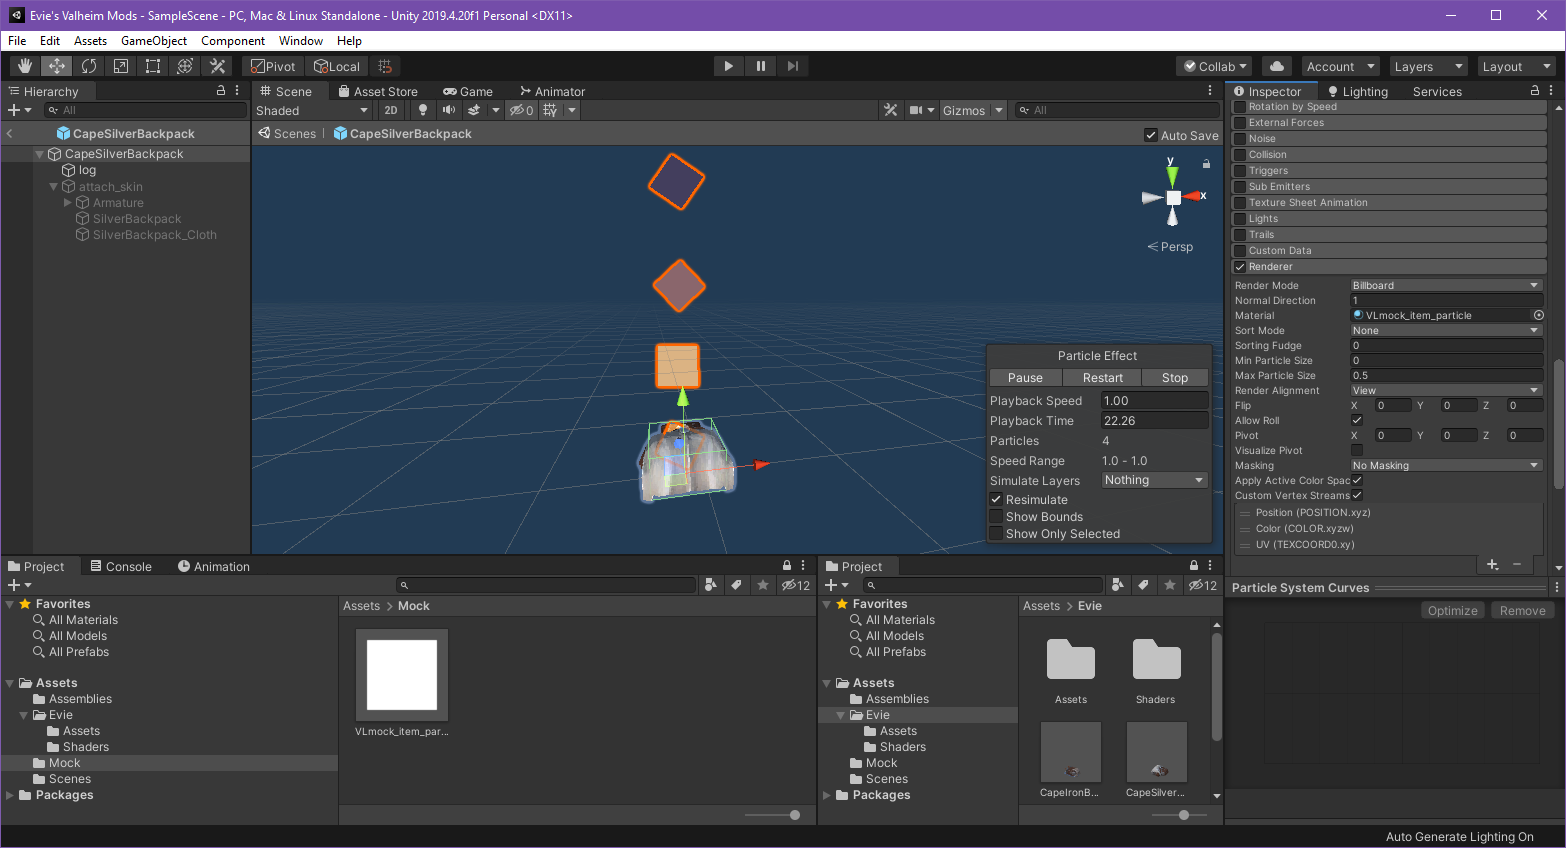 Evie's Valheim Mods - SampleScene - PC, Mac & Linux Standalone - Unity 2019.4.20f1 Personal <DX11>
File Edit Assets GameObject Component Window Help
Pivot Local Collab Account Layers Layout
Hierarchy
All
CapeSilverBackpack
CapeSilverBackpack
log
attach_skin
Armature
SilverBackpack
SilverBackpack_Cloth
Scene Asset Store Game Animator
Shaded 2D 0 Gizmos All
Scenes CapeSilverBackpack Auto Save
y
x
Persp
Particle Effect
Pause Restart Stop
Playback Speed 1.00
Playback Time 22.26
Particles 4
Speed Range 1.0 - 1.0
Simulate Layers Nothing
Resimulate
Show Bounds
Show Only Selected
Inspector Lighting Services
Rotation by Speed
External Forces
Noise
Collision
Triggers
Sub Emitters
Texture Sheet Animation
Lights
Trails
Custom Data
Renderer
Render Mode Billboard
Normal Direction 1
Material VLmock_item_particle
Sort Mode None
Sorting Fudge 0
Min Particle Size 0
Max Particle Size 0.5
Render Alignment View
Flip X 0 Y 0 Z 0
Allow Roll
Pivot X 0 Y 0 Z 0
Visualize Pivot
Masking No Masking
Apply Active Color Spac
Custom Vertex Streams
Position (POSITION.xyz)
Color (COLOR.xyzw)
UV (TEXCOORD0.xy)
Particle System Curves
Optimize Remove
Project Console Animation
12
Favorites
All Materials
All Models
All Prefabs
Assets
Assemblies
Evie
Assets
Shaders
Mock
Scenes
Packages
Assets > Mock
VLmock_item_par...
Project
12
Favorites
All Materials
All Models
All Prefabs
Assets
Assemblies
Evie
Assets
Shaders
Mock
Scenes
Packages
Assets > Evie
Assets Shaders
CapeIronB... CapeSilver...
Auto Generate Lighting On